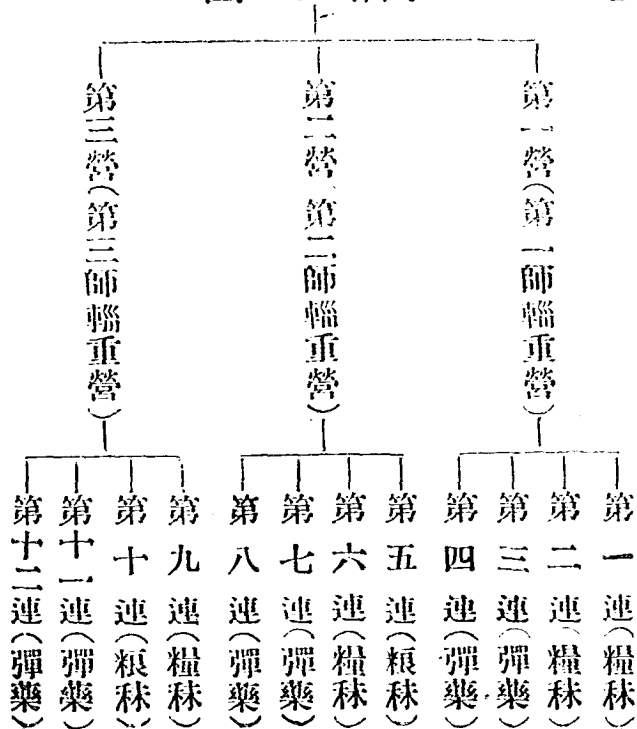 第一營（第一師輜重營）
第一連（糧秣）
第二連（糧秣）
第三連（彈藥）
第四連（彈藥）
第二營（第二師輜重營）
第五連（粮秣）
第六連（糧秣）
第七連（彈藥）
第八連（彈藥）
第三營（第三師輜重營）
第九連（糧秣）
第十連（粮秣）
第十一連（彈藥）
第十二連（彈藥）